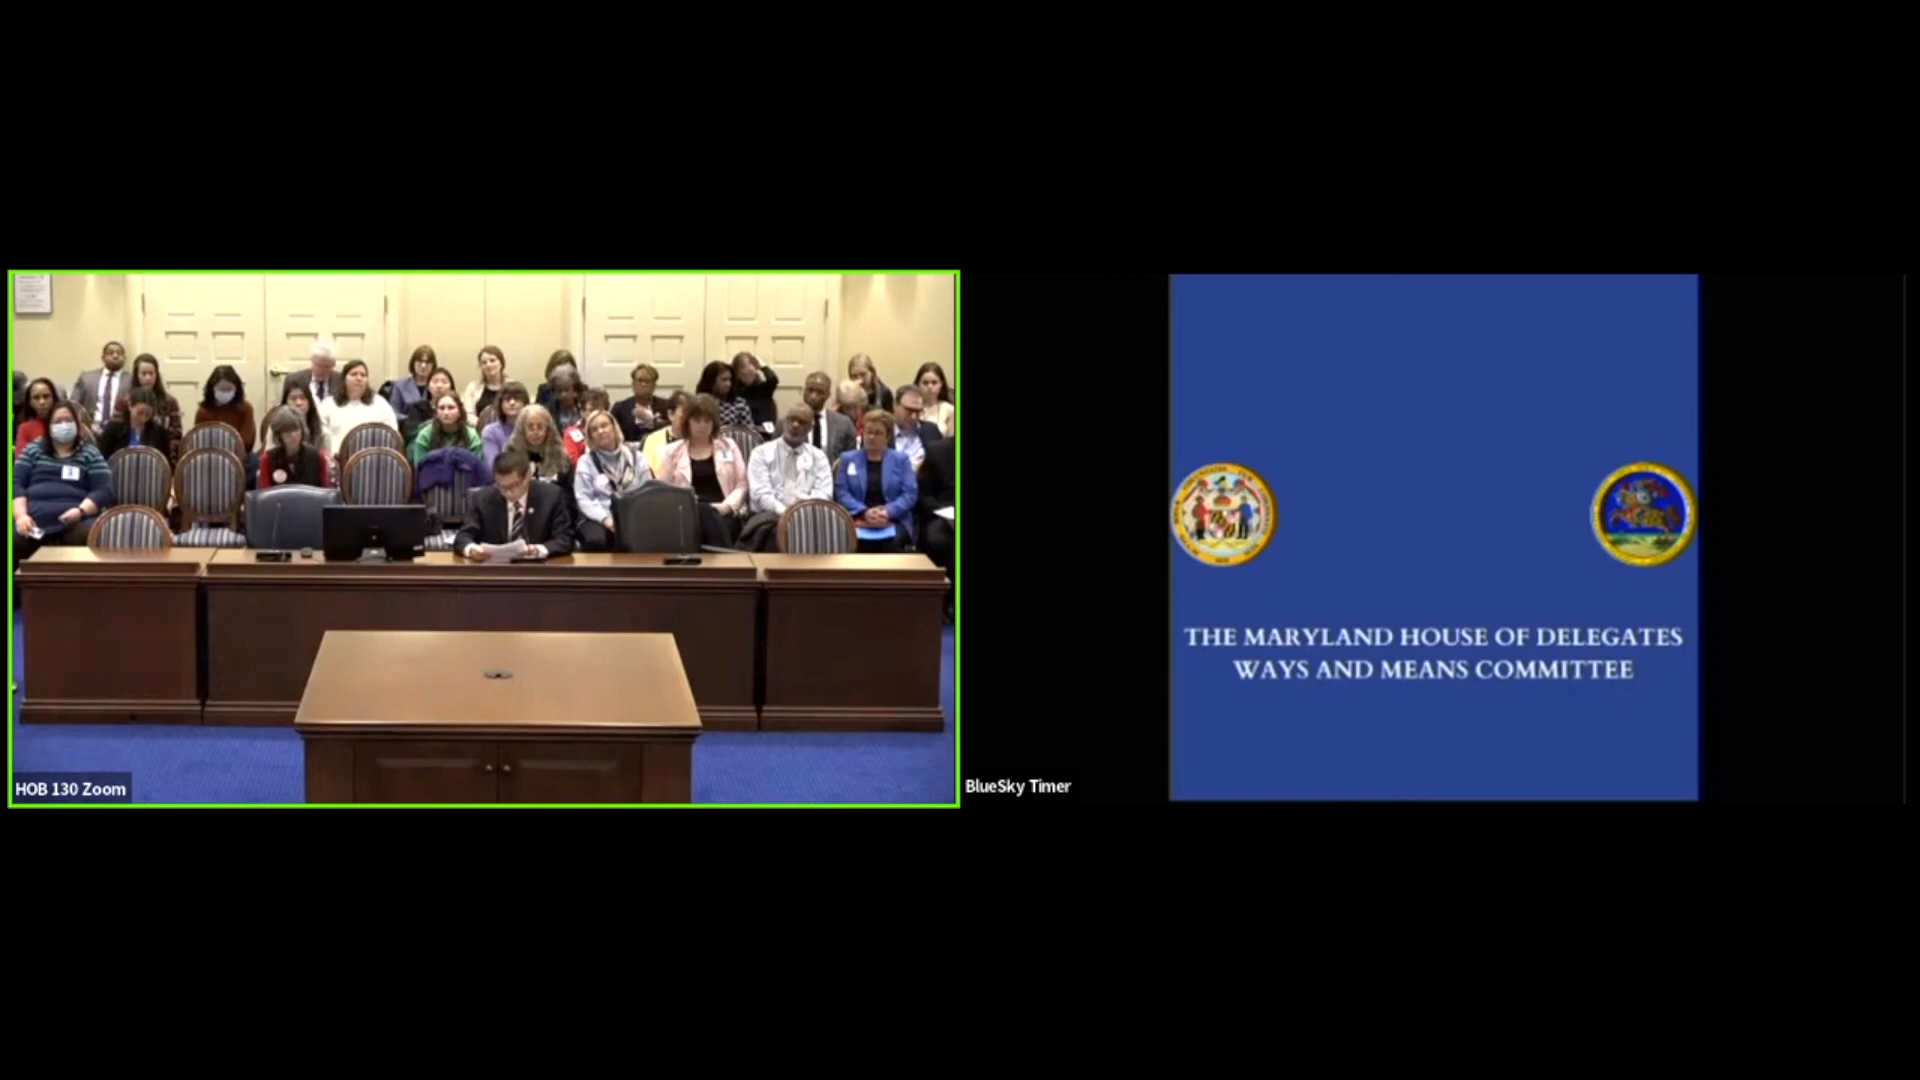 HOB 130 Zoom
BlueSky Timer
THE MARYLAND HOUSE OF DELEGATES
WAYS AND MEANS COMMITTEE